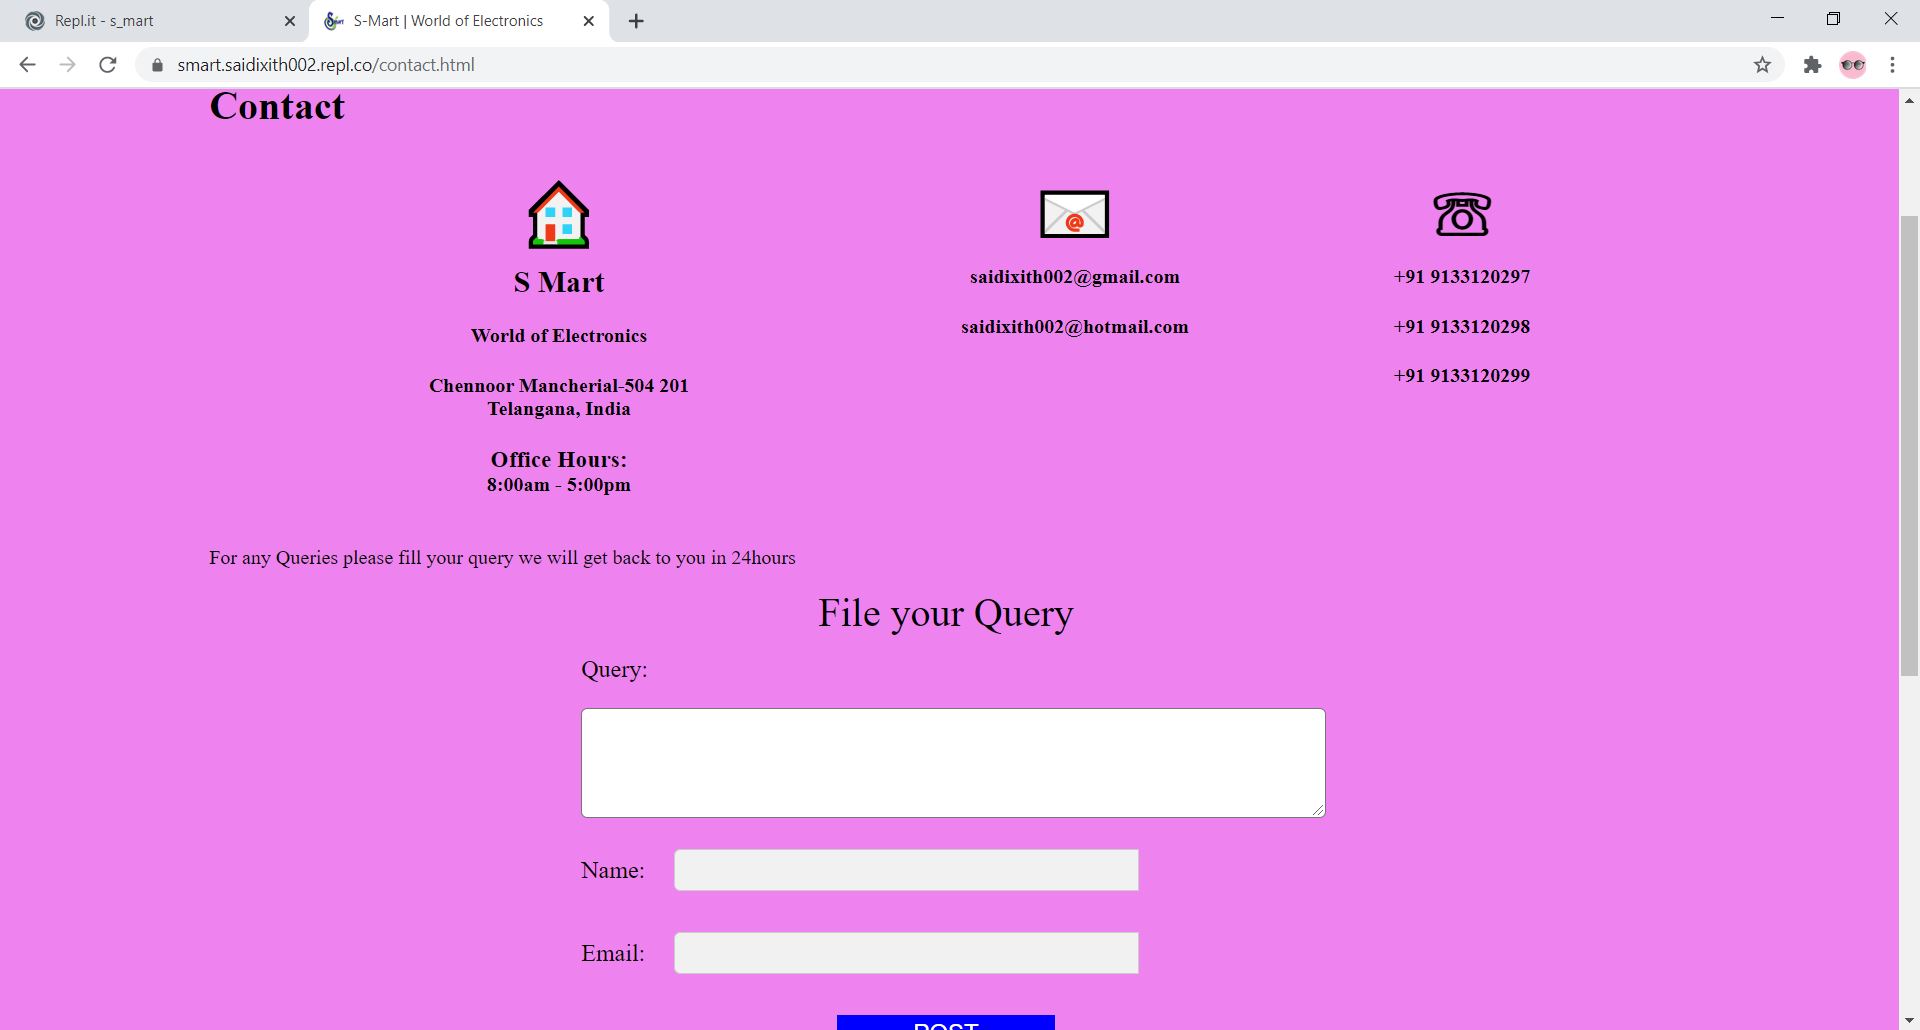 Repl.it - s_mart
S-Mart | World of Electronics
smart.saidixith002.repl.co/contact.html
Contact
S Mart
World of Electronics
Chennoor Mancherial-504 201
Telangana, India
Office Hours:
8:00am - 5:00pm
saidixith002@gmail.com
saidixith002@hotmail.com
+91 9133120297
+91 9133120298
+91 9133120299
For any Queries please fill your query we will get back to you in 24hours
File your Query
Query:
Name:
Email:
POST